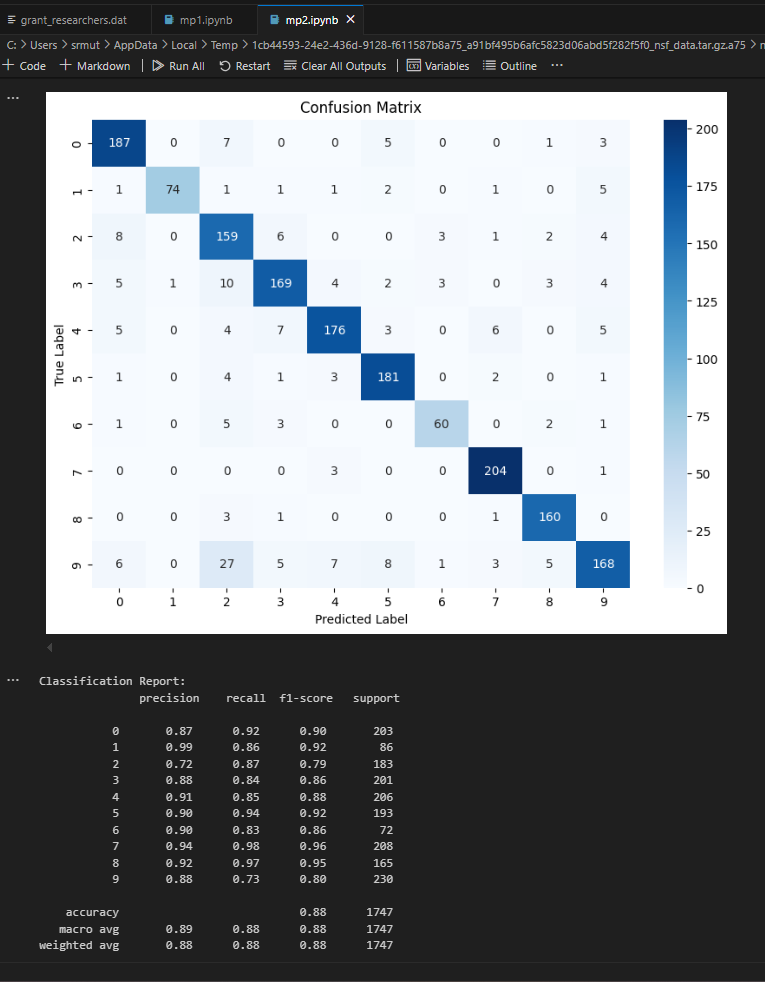 grant_researchers.dat mp1.ipynb mp2.ipynb
C: > Users > srmut > AppData > Local > Temp > 1cb44593-24e2-436d-9128-f611587b8a75_a91bf495b6afc5823d06abd5f282f5f0_nsf_data.tar.gz.a75 >
+ Code + Markdown | Run All Restart Clear All Outputs | Variables Outline ...
Confusion Matrix
0 187 0 7 0 0 5 0 0 1 3
1 1 74 1 1 1 2 0 1 0 5
2 8 0 159 6 0 0 3 1 2 4
3 5 1 10 169 4 2 3 0 3 4
4 5 0 4 7 176 3 0 6 0 5
5 1 0 4 1 3 181 0 2 0 1
6 1 0 5 3 0 0 60 0 2 1
7 0 0 0 0 3 0 0 204 0 1
8 0 0 3 1 0 0 0 1 160 0
9 6 0 27 5 7 8 1 3 5 168
0 1 2 3 4 5 6 7 8 9
Predicted Label
True Label
200
175
150
125
100
75
50
25
0
Classification Report:
precision recall f1-score support
0 0.87 0.92 0.90 203
1 0.99 0.86 0.92 86
2 0.72 0.87 0.79 183
3 0.88 0.84 0.86 201
4 0.91 0.85 0.88 206
5 0.90 0.94 0.92 193
6 0.90 0.83 0.86 72
7 0.94 0.98 0.96 208
8 0.92 0.97 0.95 165
9 0.88 0.73 0.80 230
accuracy 0.88 1747
macro avg 0.89 0.88 0.88 1747
weighted avg 0.88 0.88 0.88 1747